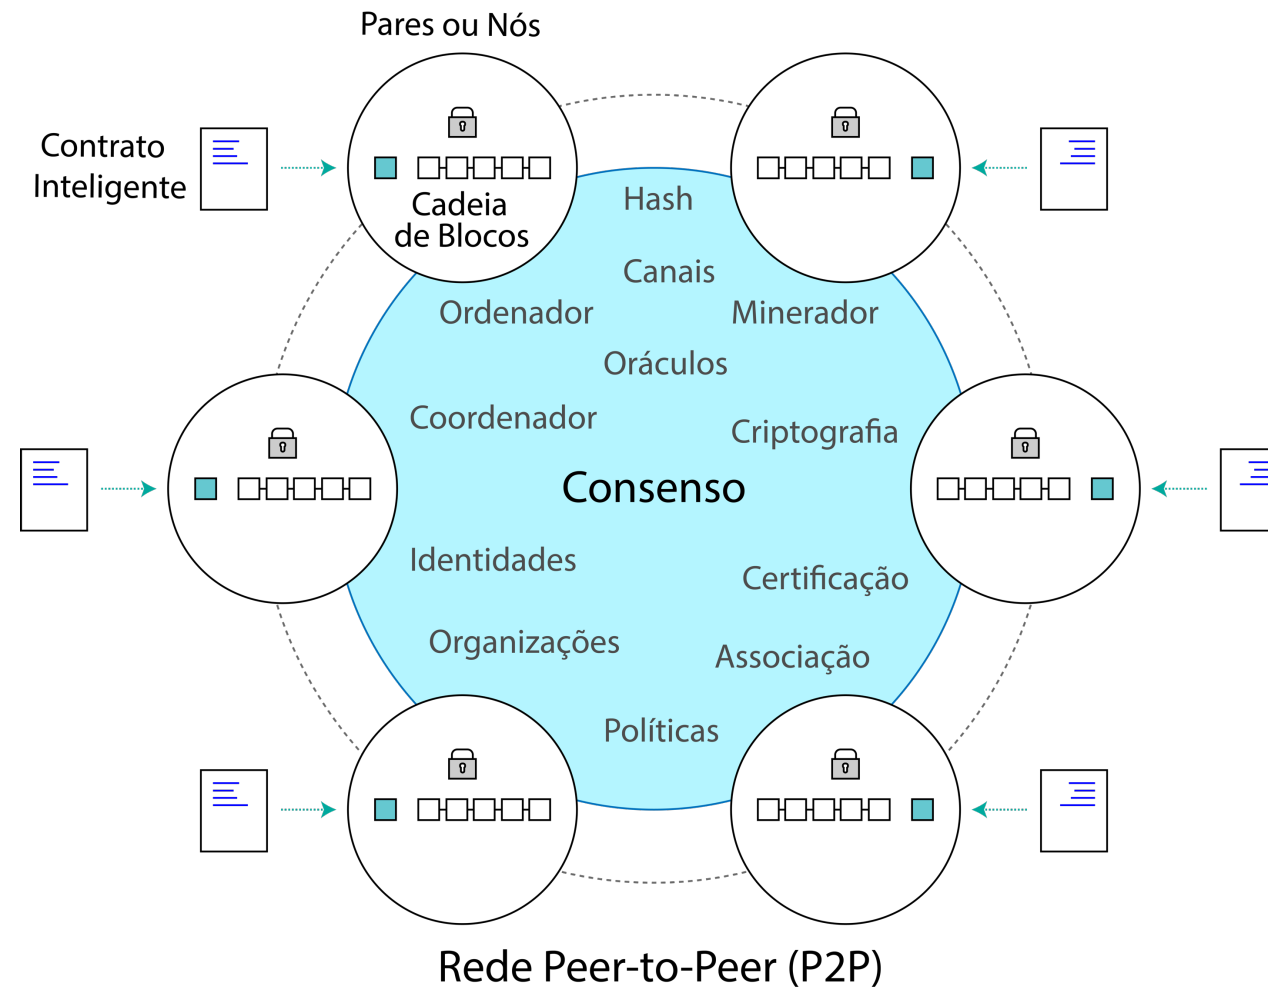 Pares ou Nós
Contrato
Inteligente
Cadeia
de Blocos
Hash
Canais
Ordenador
Minerador
Oráculos
Coordenador
Criptografia
Consenso
Identidades
Certificação
Organizações
Associação
Políticas
Rede Peer-to-Peer (P2P)